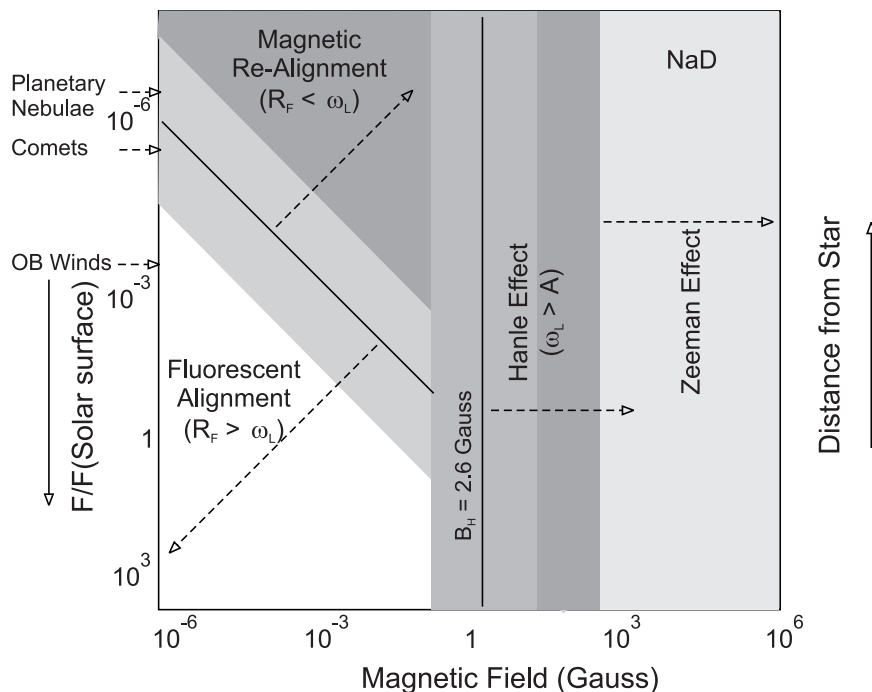 Magnetic
Re-Alignment
(R_F < ω_L)
NaD
Planetary
Nebulae
10^-6
Comets
OB Winds
10^-3
F/F(Solar surface)
Fluorescent
Alignment
(R_F > ω_L)
1
10^3
B_H = 2.6 Gauss
Hanle Effect
(ω_L > A)
Zeeman Effect
Distance from Star
10^-6
10^-3
1
10^3
10^6
Magnetic Field (Gauss)